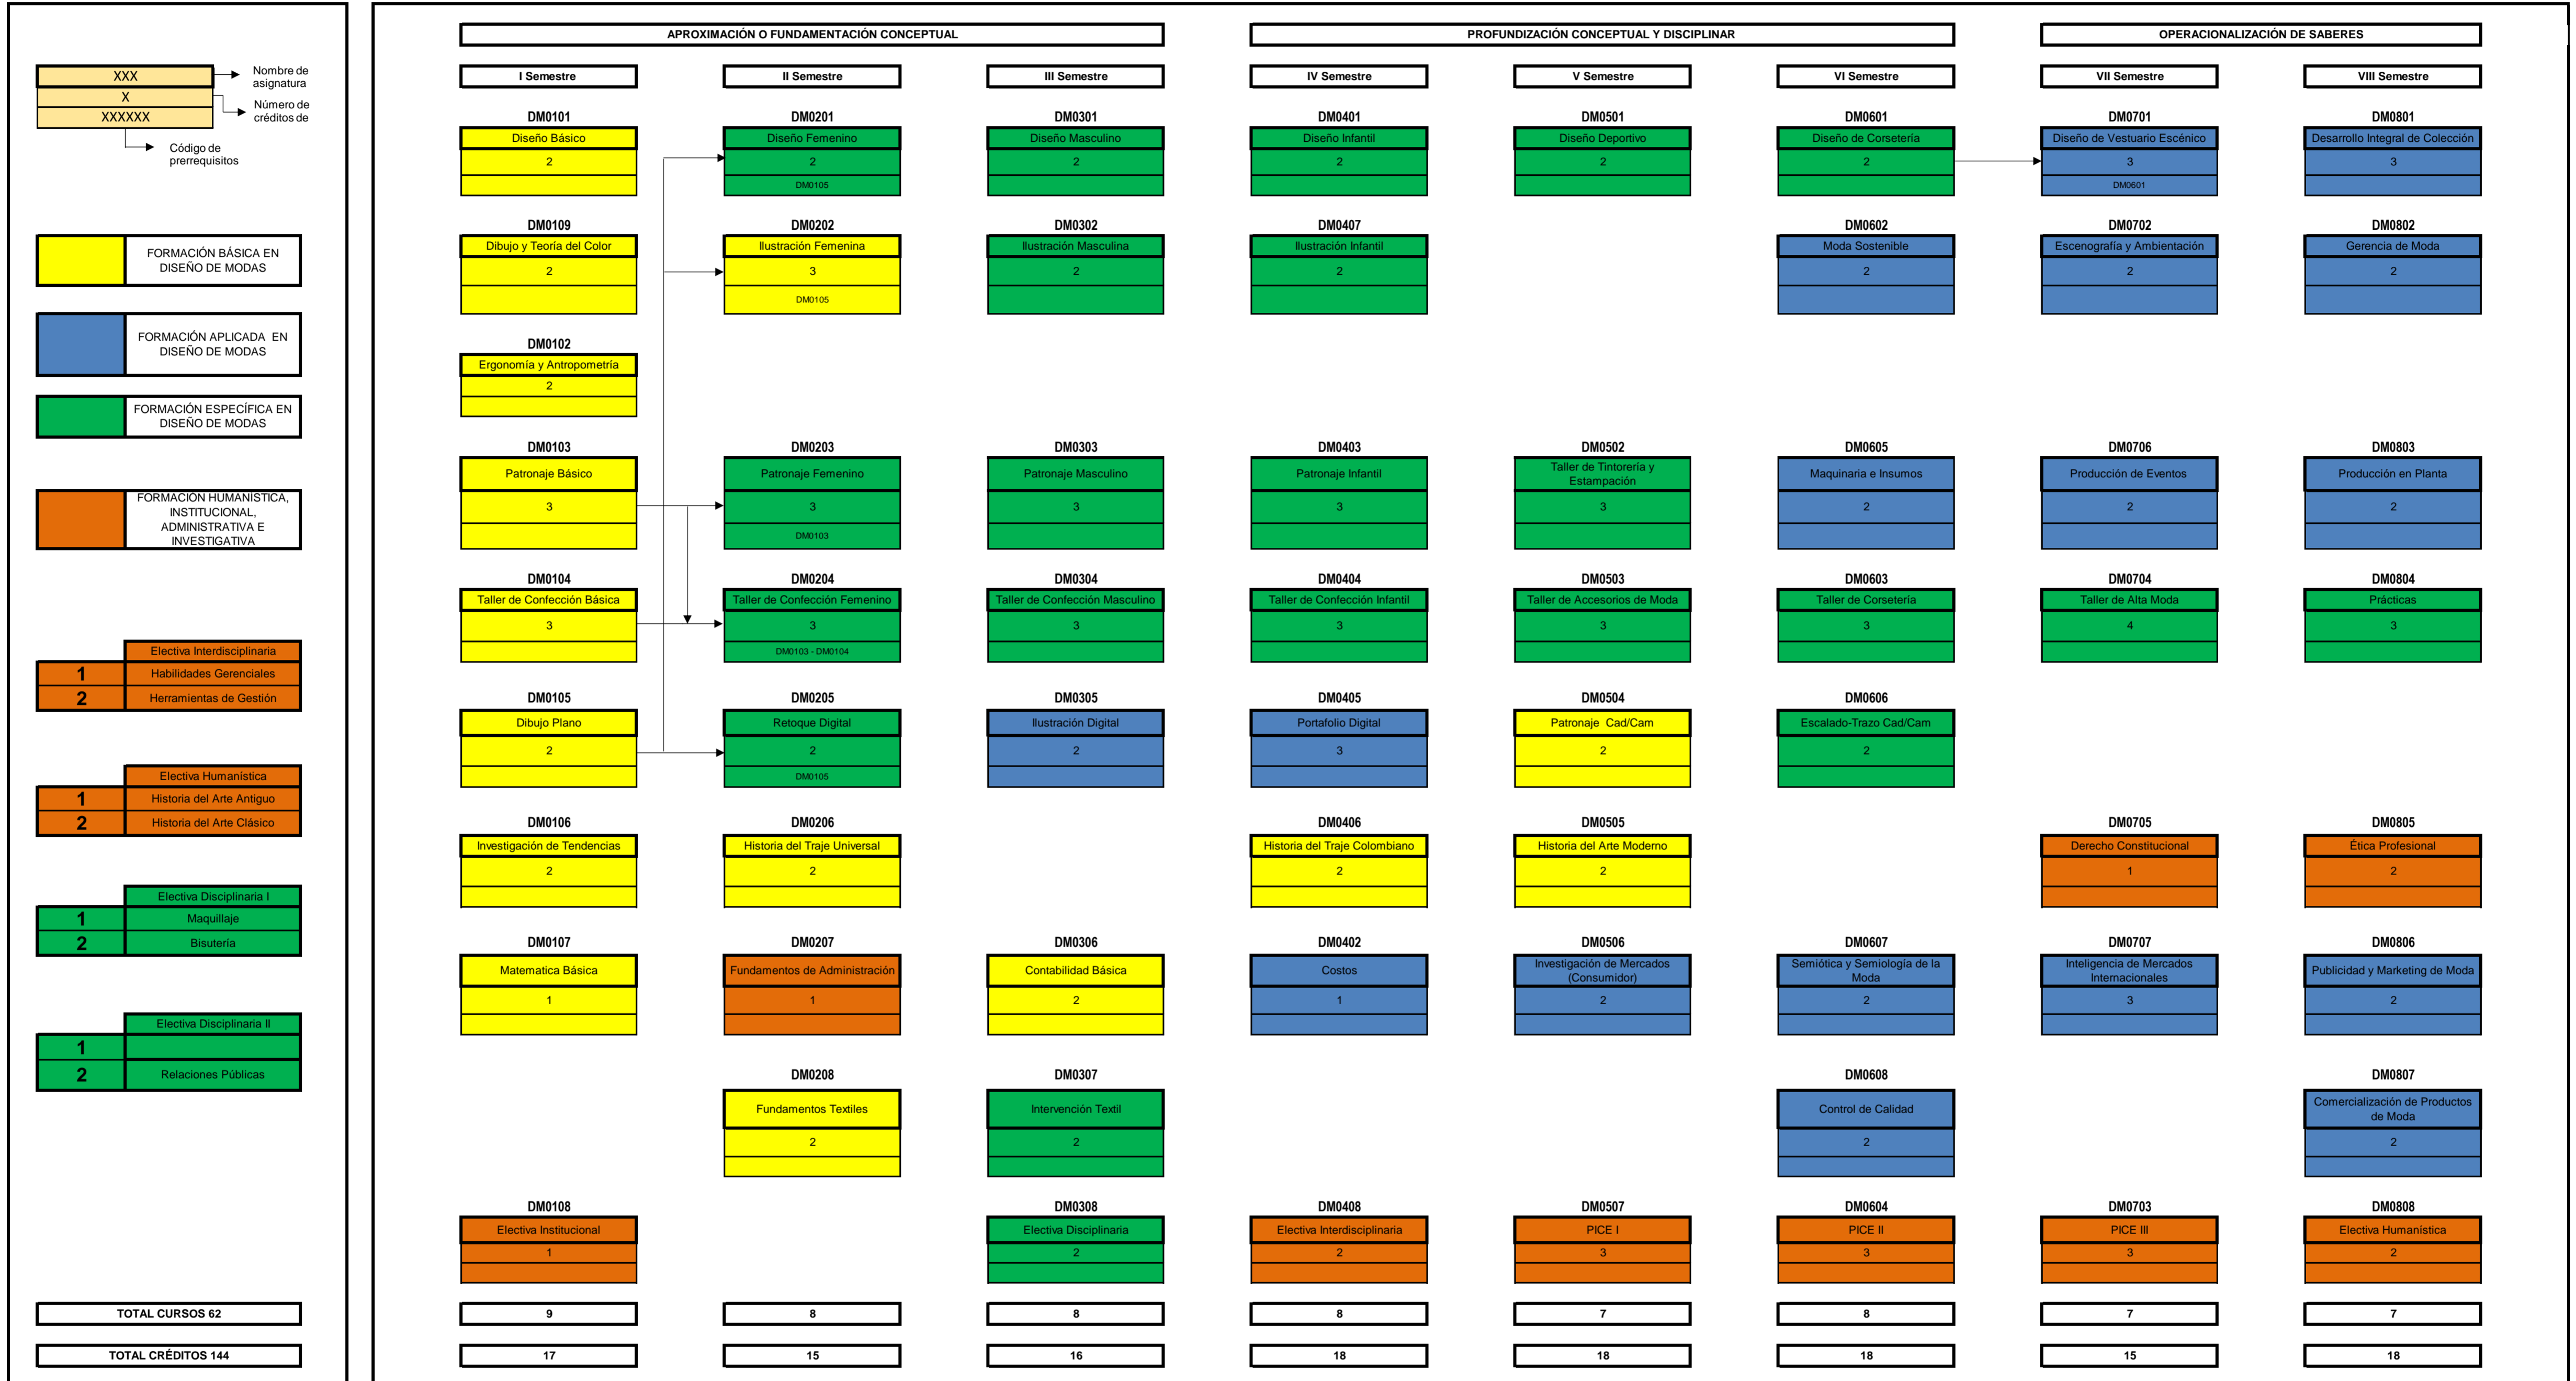 XXX
X
XXXXXX
Nombre de
asignatura
Número de
créditos de
Código de
prerrequisitos
FORMACIÓN BÁSICA EN
DISEÑO DE MODAS
FORMACIÓN APLICADA EN
DISEÑO DE MODAS
FORMACIÓN ESPECÍFICA EN
DISEÑO DE MODAS
FORMACIÓN HUMANÍSTICA,
INSTITUCIONAL,
ADMINISTRATIVA E
INVESTIGATIVA
Electiva Interdisciplinaria
1 Habilidades Gerenciales
2 Herramientas de Gestión
Electiva Humanística
1 Historia del Arte Antiguo
2 Historia del Arte Clásico
Electiva Disciplinaria I
1 Maquillaje
2 Bisutería
Electiva Disciplinaria II
1
2 Relaciones Públicas
TOTAL CURSOS 62
TOTAL CRÉDITOS 144
APROXIMACIÓN O FUNDAMENTACIÓN CONCEPTUAL
PROFUNDIZACIÓN CONCEPTUAL Y DISCIPLINAR
OPERACIONALIZACIÓN DE SABERES
I Semestre
II Semestre
III Semestre
IV Semestre
V Semestre
VI Semestre
VII Semestre
VIII Semestre
DM0101
Diseño Básico
2
DM0201
Diseño Femenino
2
DM0105
DM0301
Diseño Masculino
2
DM0401
Diseño Infantil
2
DM0501
Diseño Deportivo
2
DM0601
Diseño de Corsetería
2
DM0701
Diseño de Vestuario Escénico
3
DM0601
DM0801
Desarrollo Integral de Colección
3
DM0109
Dibujo y Teoría del Color
2
DM0202
Ilustración Femenina
3
DM0105
DM0302
Ilustración Masculina
2
DM0407
Ilustración Infantil
2
DM0602
Moda Sostenible
2
DM0702
Escenografía y Ambientación
2
DM0802
Gerencia de Moda
2
DM0102
Ergonomía y Antropometría
2
DM0103
Patronaje Básico
3
DM0203
Patronaje Femenino
3
DM0103
DM0303
Patronaje Masculino
3
DM0403
Patronaje Infantil
3
DM0502
Taller de Tintorería y
Estampación
3
DM0605
Maquinaria e Insumos
2
DM0706
Producción de Eventos
2
DM0803
Producción en Planta
2
DM0104
Taller de Confección Básica
3
DM0204
Taller de Confección Femenino
3
DM0103 - DM0104
DM0304
Taller de Confección Masculino
3
DM0404
Taller de Confección Infantil
3
DM0503
Taller de Accesorios de Moda
3
DM0603
Taller de Corsetería
3
DM0704
Taller de Alta Moda
4
DM0804
Prácticas
3
DM0105
Dibujo Plano
2
DM0205
Retoque Digital
2
DM0105
DM0305
Ilustración Digital
2
DM0405
Portafolio Digital
3
DM0504
Patronaje Cad/Cam
2
DM0606
Escalado-Trazo Cad/Cam
2
DM0106
Investigación de Tendencias
2
DM0206
Historia del Traje Universal
2
DM0406
Historia del Traje Colombiano
2
DM0505
Historia del Arte Moderno
2
DM0705
Derecho Constitucional
1
DM0805
Ética Profesional
2
DM0107
Matematica Básica
1
DM0207
Fundamentos de Administración
1
DM0306
Contabilidad Básica
2
DM0402
Costos
1
DM0506
Investigación de Mercados
(Consumidor)
2
DM0607
Semiótica y Semiología de la
Moda
2
DM0707
Inteligencia de Mercados
Internacionales
3
DM0806
Publicidad y Marketing de Moda
2
DM0208
Fundamentos Textiles
2
DM0307
Intervención Textil
2
DM0608
Control de Calidad
2
DM0807
Comercialización de Productos
de Moda
2
DM0108
Electiva Institucional
1
DM0308
Electiva Disciplinaria
2
DM0408
Electiva Interdisciplinaria
2
DM0507
PICE I
3
DM0604
PICE II
3
DM0703
PICE III
3
DM0808
Electiva Humanística
2
9 8 8 8 7 8 7 7
17 15 16 18 18 18 15 18